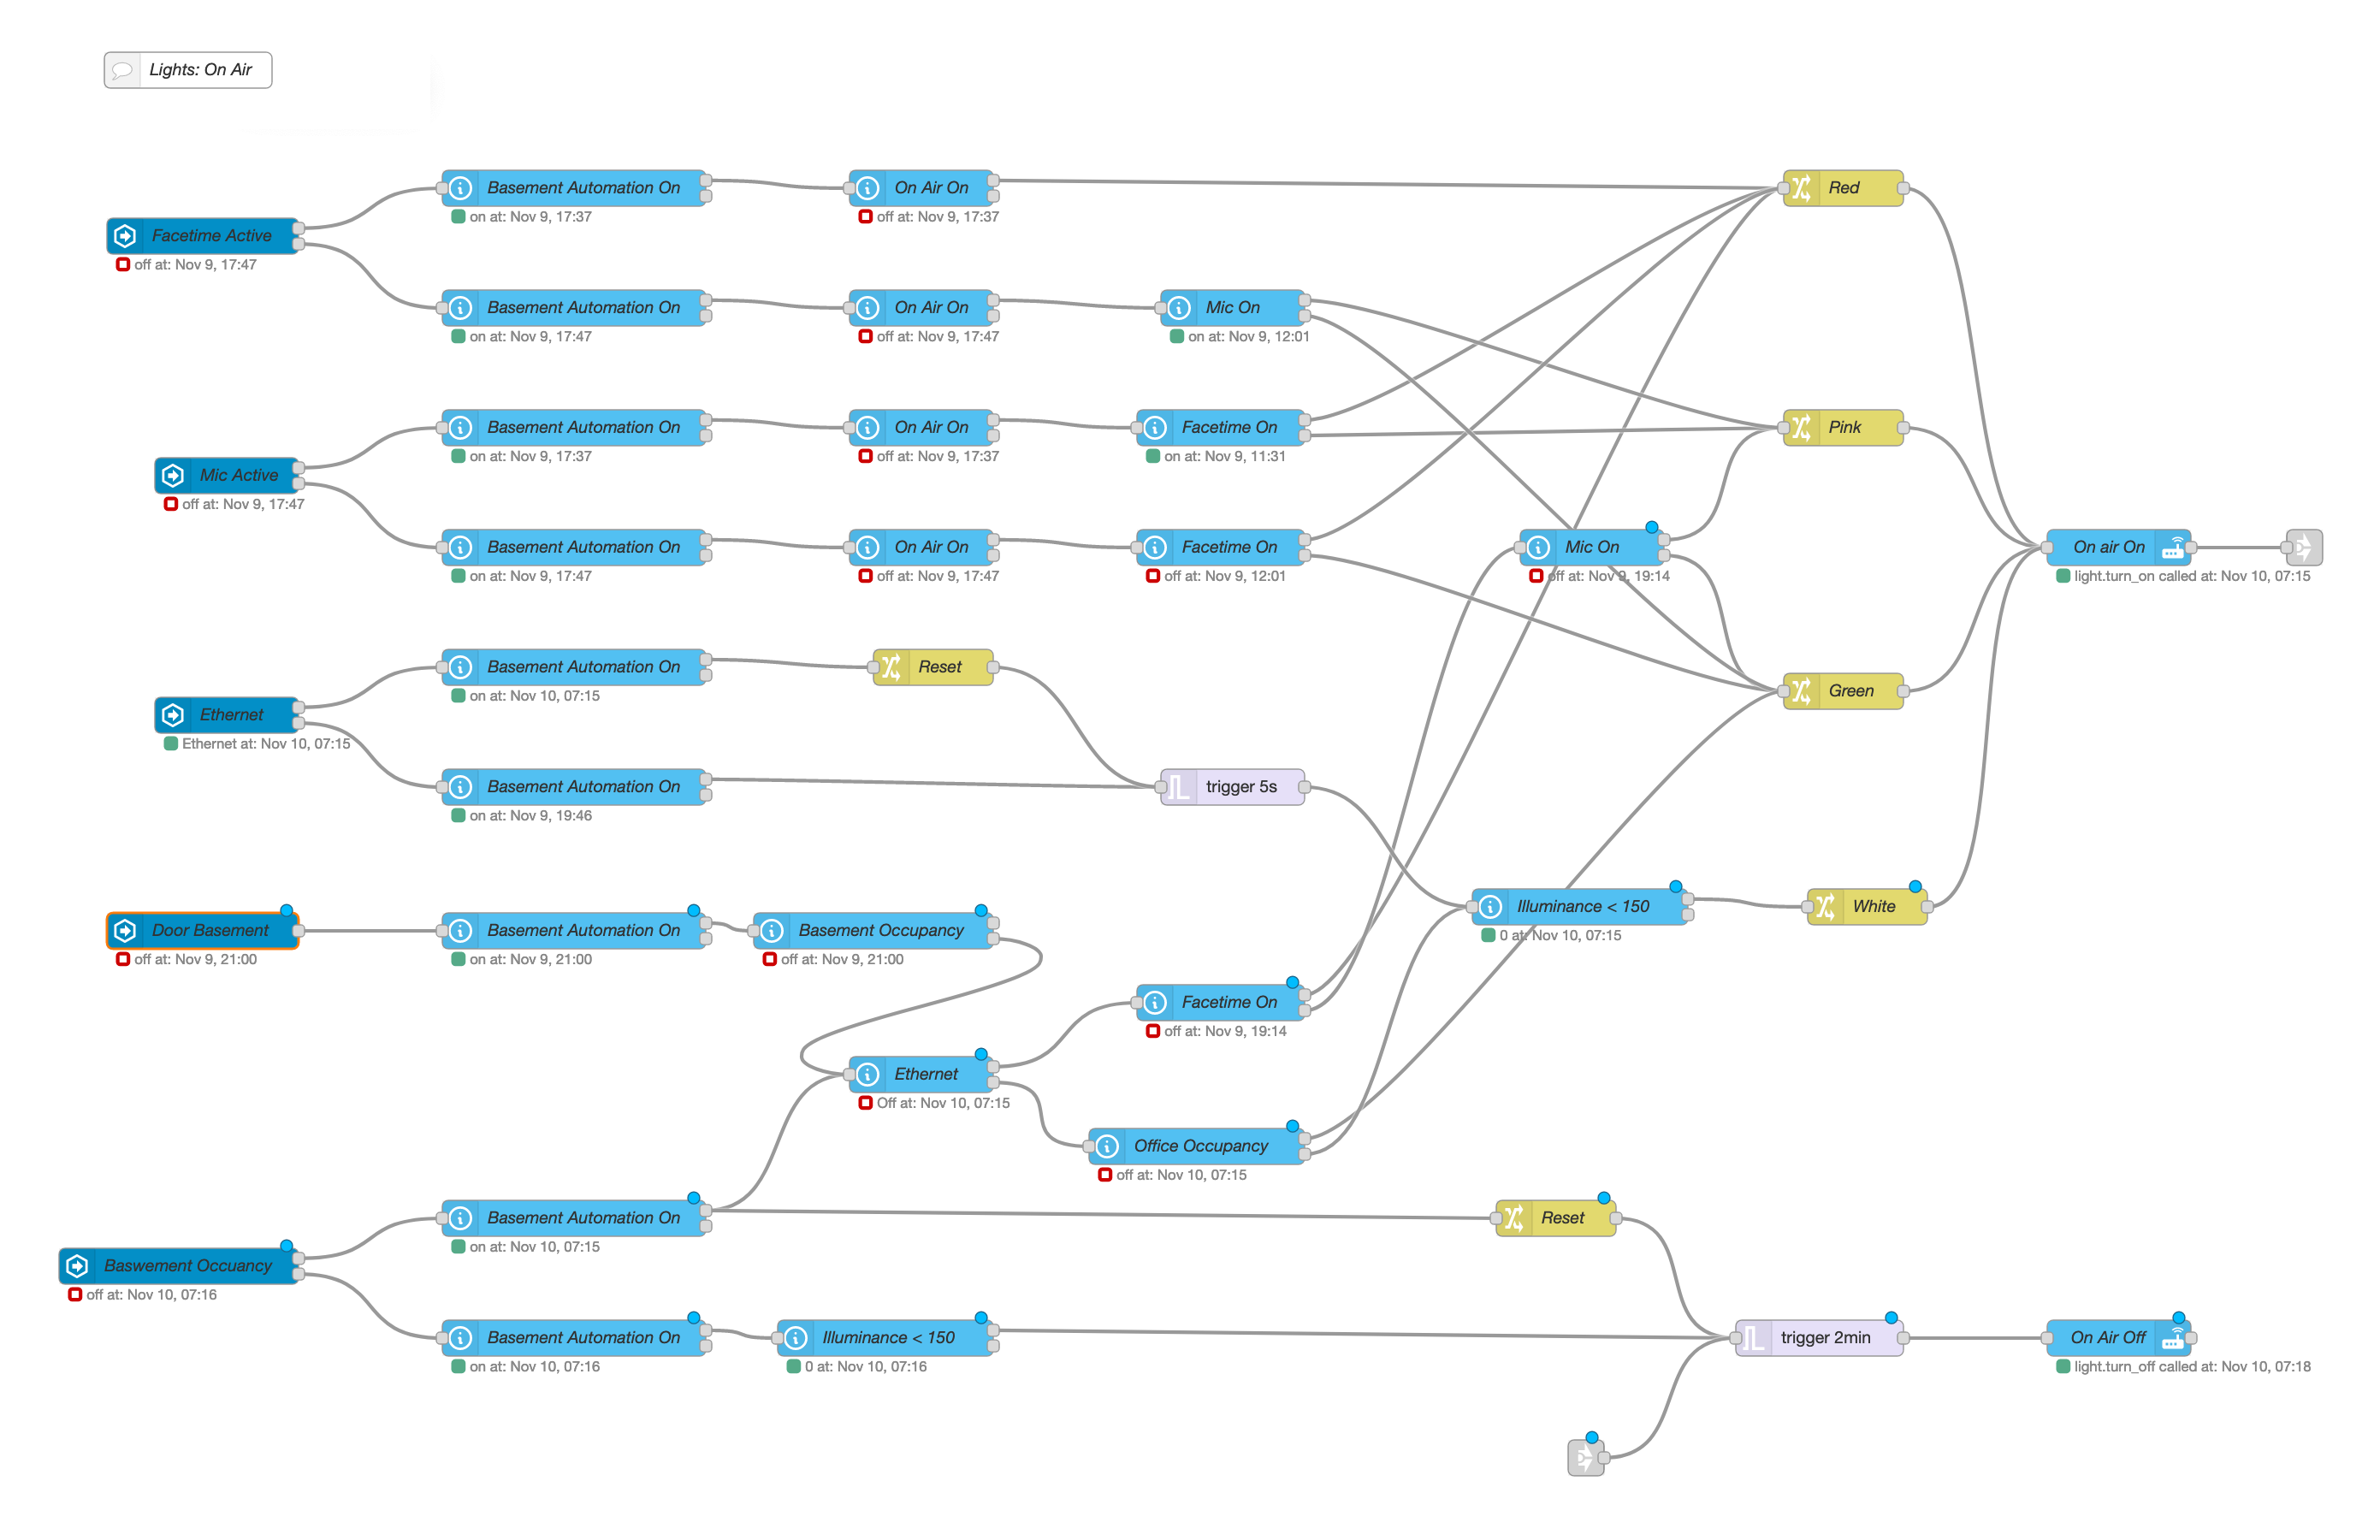 Lights: On Air
Basement Automation On
on at: Nov 9, 17:37
On Air On
off at: Nov 9, 17:37
Red
Facetime Active
off at: Nov 9, 17:47
Basement Automation On
on at: Nov 9, 17:47
On Air On
off at: Nov 9, 17:47
Mic On
on at: Nov 9, 12:01
Basement Automation On
on at: Nov 9, 17:37
On Air On
off at: Nov 9, 17:37
Facetime On
on at: Nov 9, 11:31
Pink
Mic Active
off at: Nov 9, 17:47
Basement Automation On
on at: Nov 9, 17:47
On Air On
off at: Nov 9, 17:47
Facetime On
off at: Nov 9, 12:01
Mic On
off at: Nov 9, 19:14
On air On
light.turn_on called at: Nov 10, 07:15
Basement Automation On
on at: Nov 10, 07:15
Reset
Green
Ethernet
Ethernet at: Nov 10, 07:15
Basement Automation On
on at: Nov 9, 19:46
trigger 5s
Illuminance < 150
0 at: Nov 10, 07:15
White
Door Basement
off at: Nov 9, 21:00
Basement Automation On
on at: Nov 9, 21:00
Basement Occupancy
off at: Nov 9, 21:00
Facetime On
off at: Nov 9, 19:14
Ethernet
Off at: Nov 10, 07:15
Office Occupancy
off at: Nov 10, 07:15
Basement Automation On
on at: Nov 10, 07:15
Reset
Baswement Occuancy
off at: Nov 10, 07:16
Basement Automation On
on at: Nov 10, 07:16
Illuminance < 150
0 at: Nov 10, 07:16
trigger 2min
On Air Off
light.turn_off called at: Nov 10, 07:18